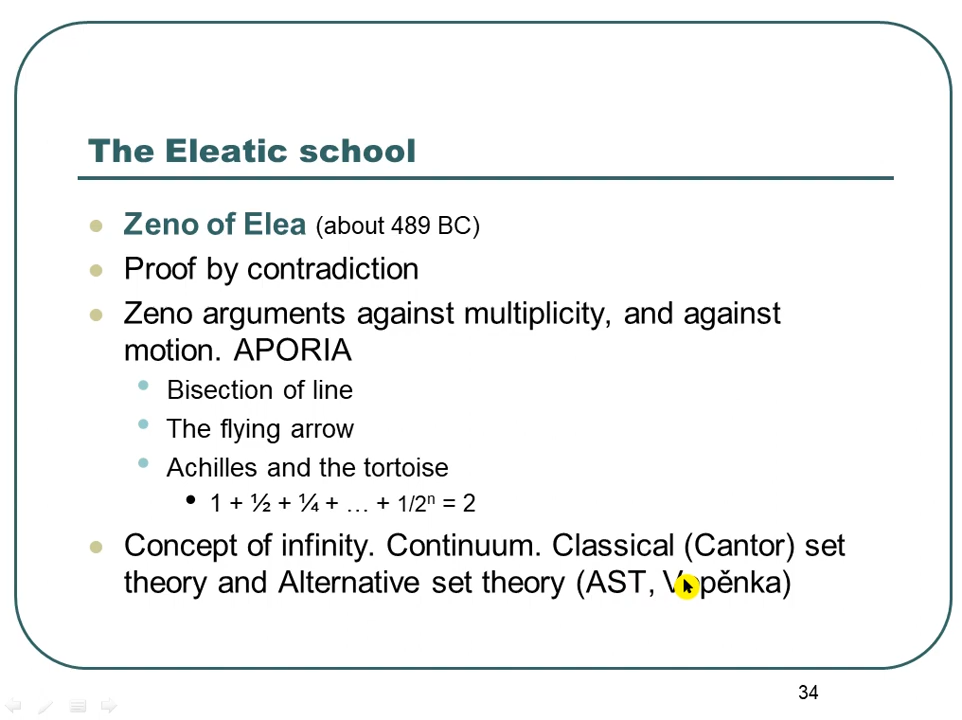 The Eleatic school
Zeno of Elea (about 489 BC)
Proof by contradiction
Zeno arguments against multiplicity, and against
motion. APORIA
Bisection of line
The flying arrow
Achilles and the tortoise
1 + ½ + ¼ + … + 1/2ⁿ = 2
Concept of infinity. Continuum. Classical (Cantor) set
theory and Alternative set theory (AST, Vopěnka)
34